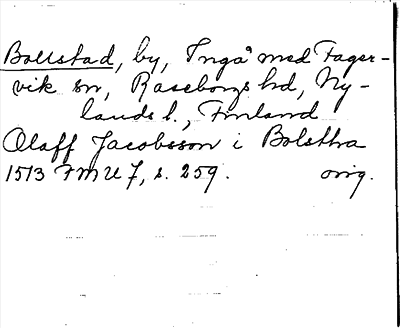 Bollstad, by, Ingå med Fager-
vik sn, Raseborgs hd, Ny-
lands l., Finland
Olaff Jacobsson i Bolstha
1513 FMU 7, s. 259. orig.